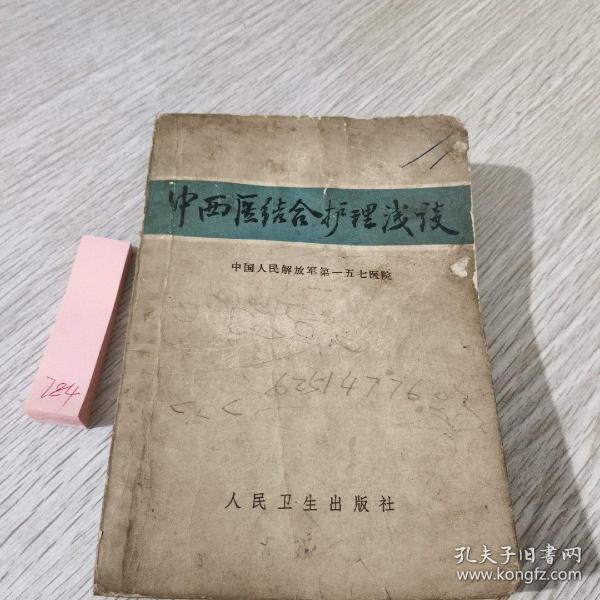 中西医结合护理浅谈
中国人民解放军第一五七医院
784
人民卫生出版社
孔夫子旧书网
www.kongfz.com